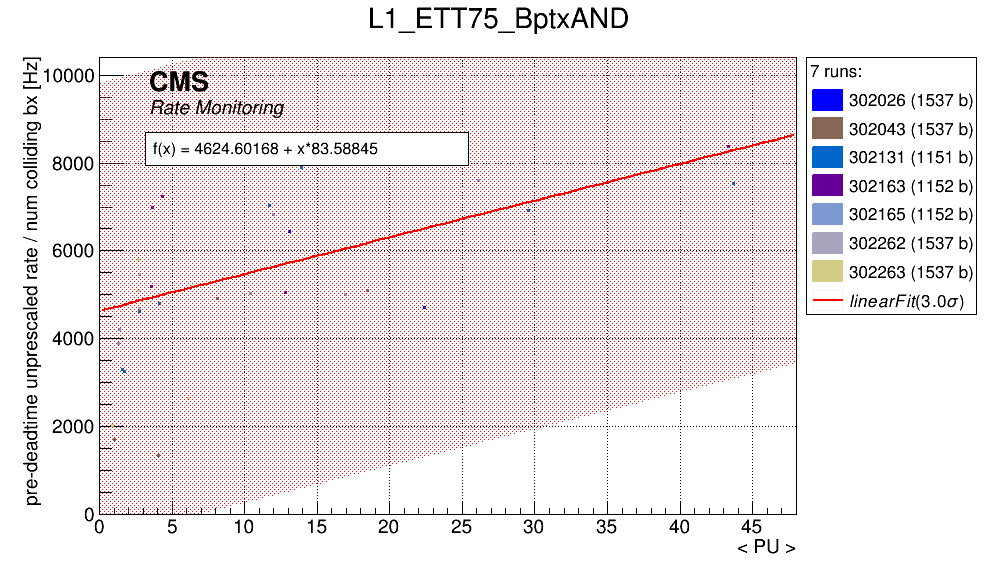 L1_ETT75_BptxAND
pre-deadtime unprescaled rate / num colliding bx [Hz]
10000
8000
6000
4000
2000
0
CMS
Rate Monitoring
f(x) = 4624.60168 + x*83.58845
0 5 10 15 20 25 30 35 40 45
< PU >
7 runs:
302026 (1537 b)
302043 (1537 b)
302131 (1151 b)
302163 (1152 b)
302165 (1152 b)
302262 (1537 b)
302263 (1537 b)
linearFit(3.0σ)